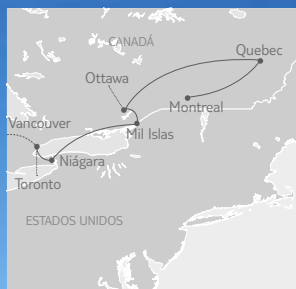 CANADÁ
Quebec
Ottawa
Montreal
Vancouver
Mil Islas
Niágara
Toronto
ESTADOS UNIDOS